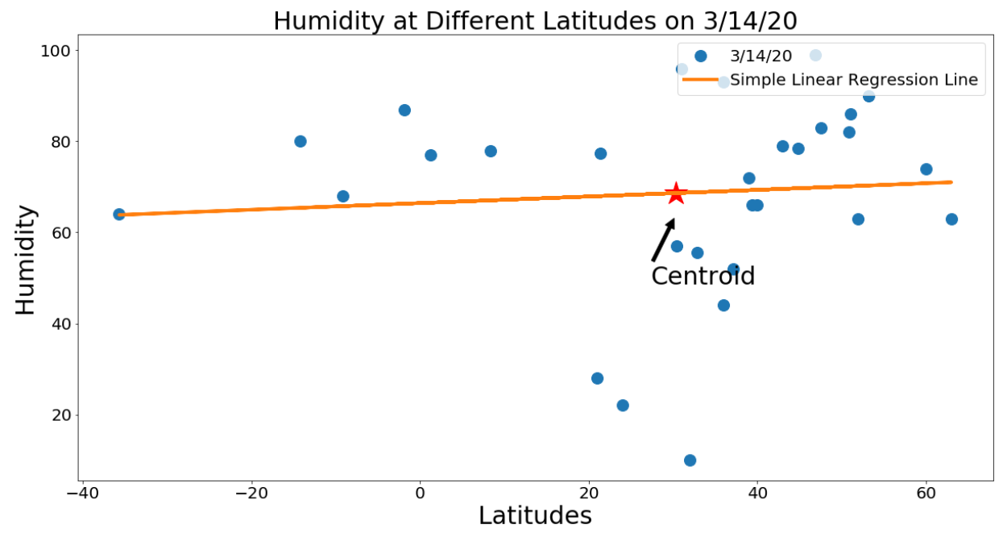 Humidity at Different Latitudes on 3/14/20
3/14/20
Simple Linear Regression Line
Centroid
Humidity
100
80
60
40
20
−40 −20 0 20 40 60
Latitudes